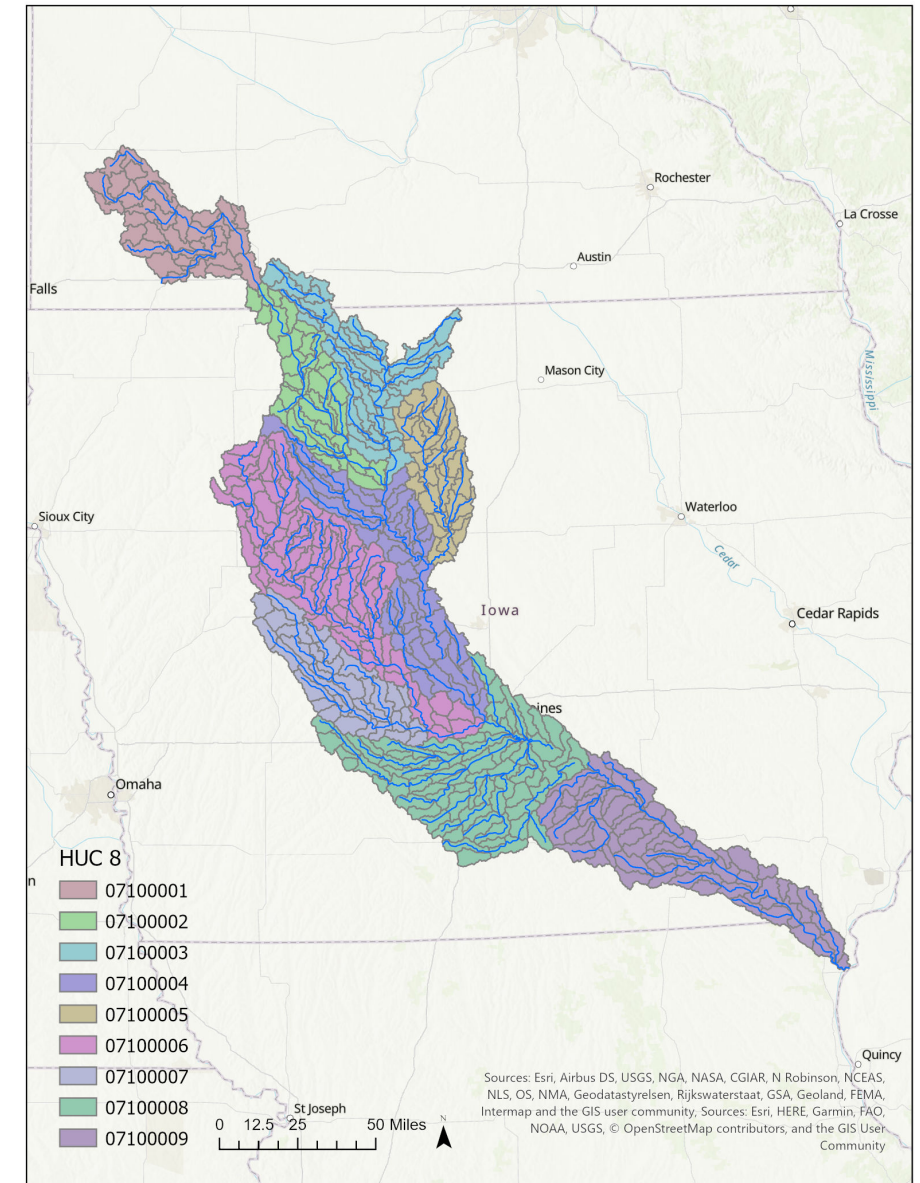 Rochester
La Crosse
Austin
Falls
Mason City
Mississippi
Sioux City
Waterloo
Cedar
Iowa
Cedar Rapids
ines
Omaha
HUC 8
n
07100001
07100002
07100003
07100004
07100005
07100006
07100007
07100008
07100009
Quincy
St Joseph
0 12.5 25 50 Miles
N
Sources: Esri, Airbus DS, USGS, NGA, NASA, CGIAR, N Robinson, NCEAS,
NLS, OS, NMA, Geodatastyrelsen, Rijkswaterstaat, GSA, Geoland, FEMA,
Intermap and the GIS user community, Sources: Esri, HERE, Garmin, FAO,
NOAA, USGS, © OpenStreetMap contributors, and the GIS User
Community